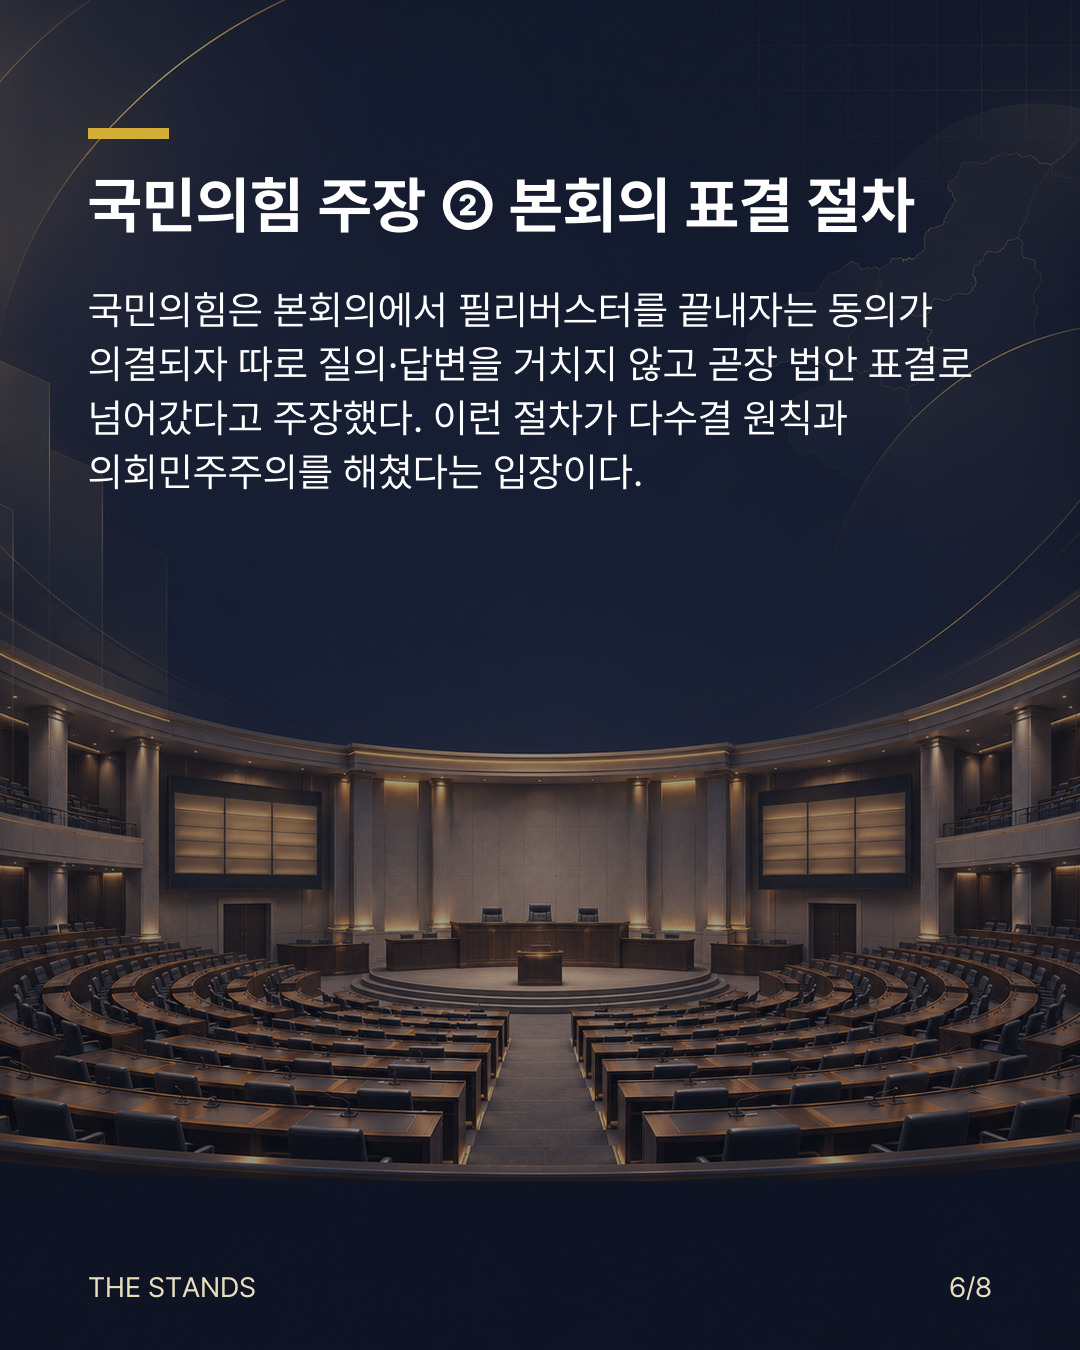 국민의힘 주장 ② 본회의 표결 절차
국민의힘은 본회의에서 필리버스터를 끝내자는 동의가
의결되자 따로 질의·답변을 거치지 않고 곧장 법안 표결로
넘어갔다고 주장했다. 이런 절차가 다수결 원칙과
의회민주주의를 해쳤다는 입장이다.
THE STANDS
6/8